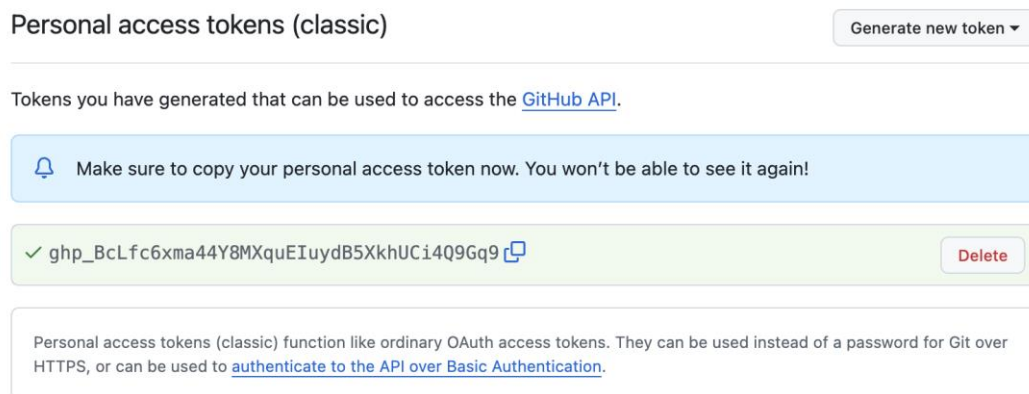 Personal access tokens (classic)
Generate new token
Tokens you have generated that can be used to access the GitHub API.
Make sure to copy your personal access token now. You won’t be able to see it again!
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
Delete
Personal access tokens (classic) function like ordinary OAuth access tokens. They can be used instead of a password for Git over
HTTPS, or can be used to authenticate to the API over Basic Authentication.